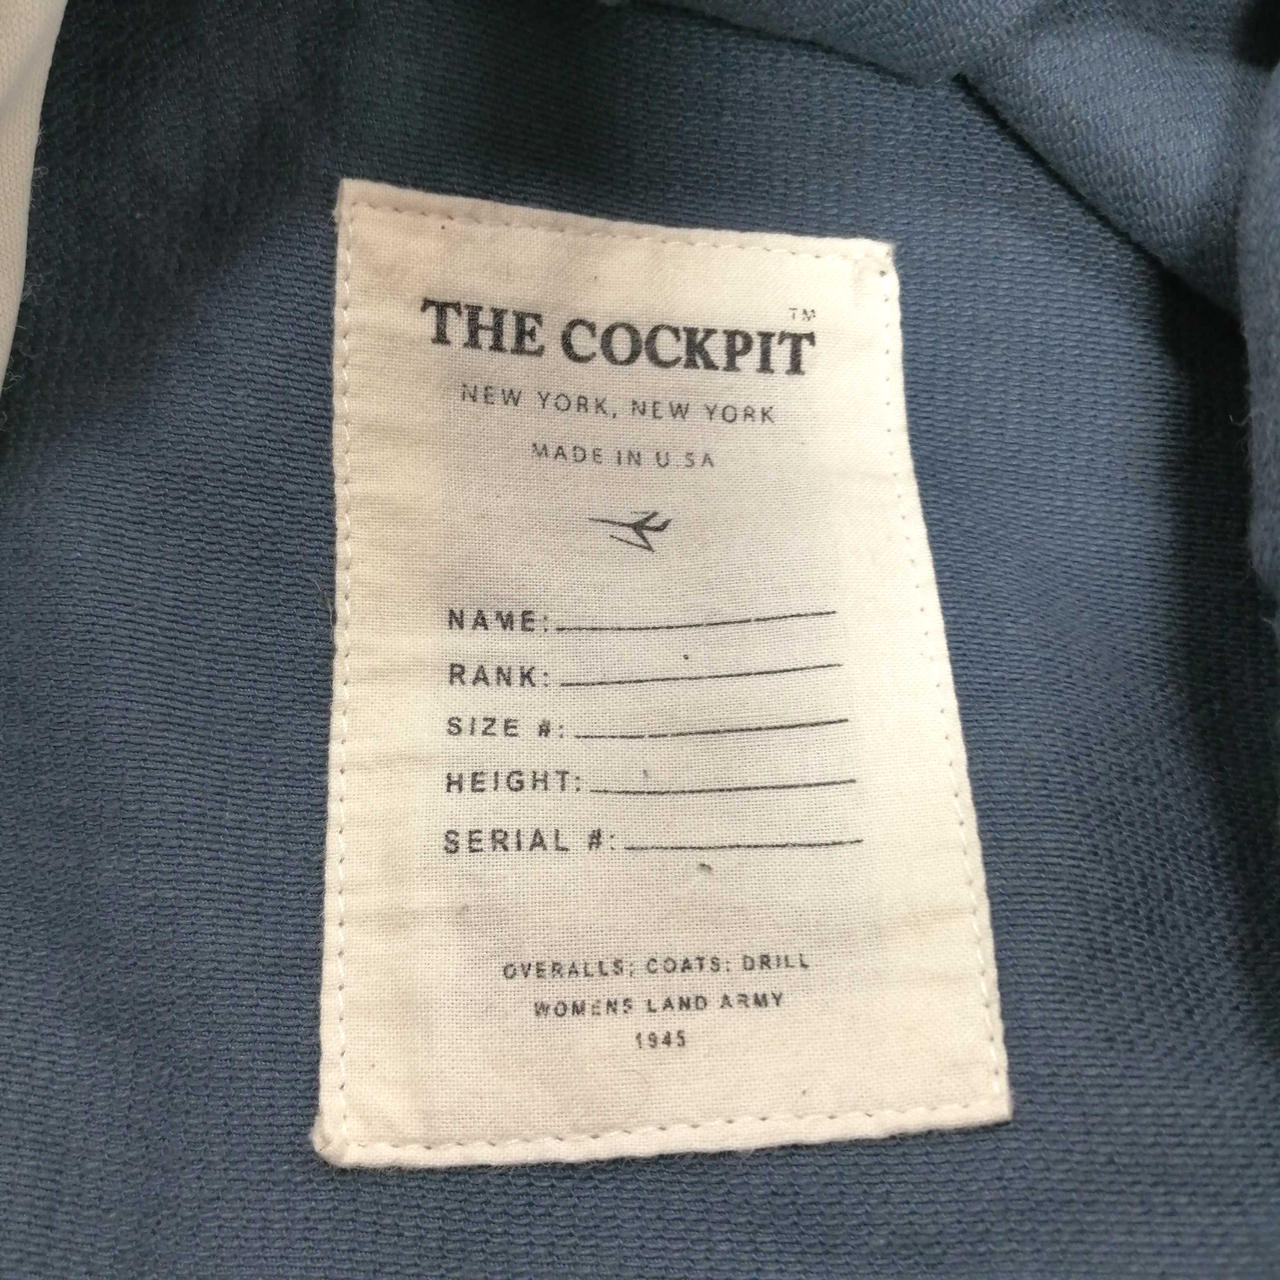 THE COCKPIT™
NEW YORK, NEW YORK
MADE IN U.S.A
NAME:
RANK:
SIZE #:
HEIGHT:
SERIAL #:
OVERALLS; COATS; DRILL
WOMENS LAND ARMY
1945